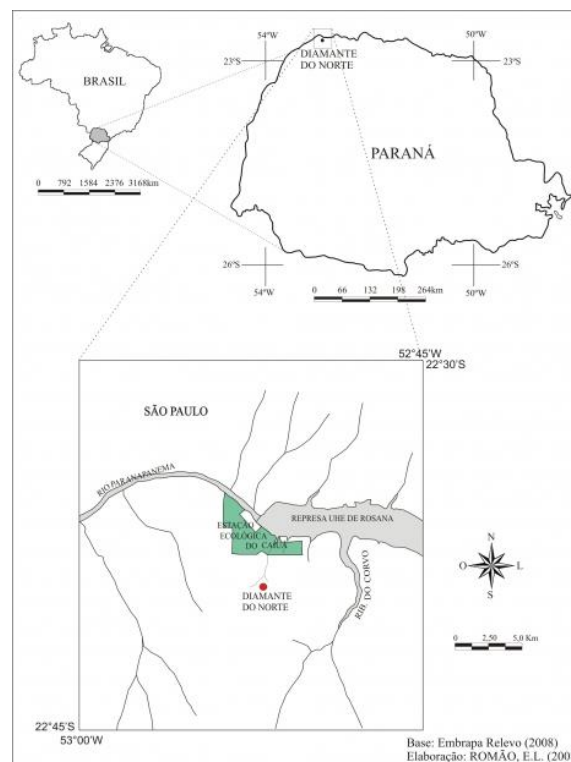 54°W
50°W
BRASIL
23°S
DIAMANTE
DO NORTE
23°S
PARANÁ
0 792 1584 2376 3168km
26°S
26°S
54°W
50°W
0 66 132 198 264km
52°45'W
22°30'S
SÃO PAULO
RIO PARANAPANEMA
REPRESA UHE DE ROSANA
ESTAÇÃO
ECOLÓGICA
DO CAIUÁ
N
O L
S
DIAMANTE
DO NORTE
RIB. DO CORVO
0 2,50 5,0 Km
22°45'S
53°00'W
Base: Embrapa Relevo (2008)
Elaboração: ROMÃO, E.L. (200